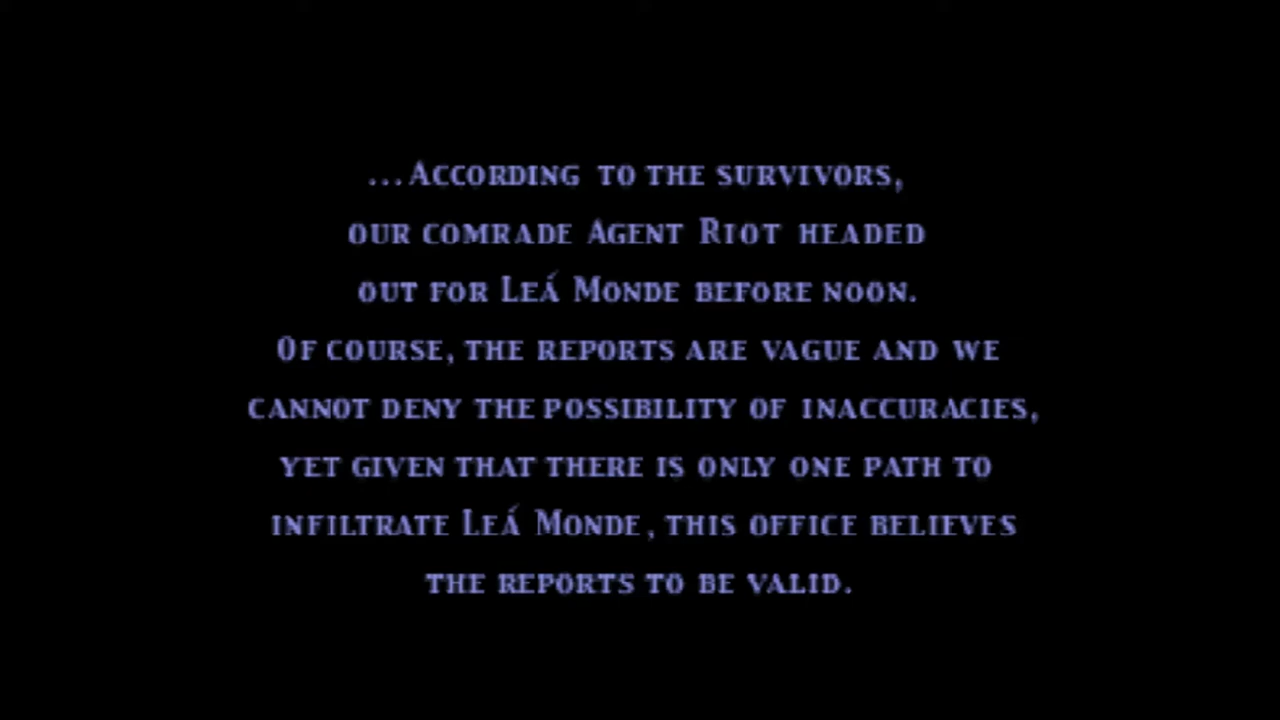 ...According to the survivors,
our comrade Agent Riot headed
out for Leá Monde before noon.
Of course, the reports are vague and we
cannot deny the possibility of inaccuracies,
yet given that there is only one path to
infiltrate Leá Monde, this office believes
the reports to be valid.